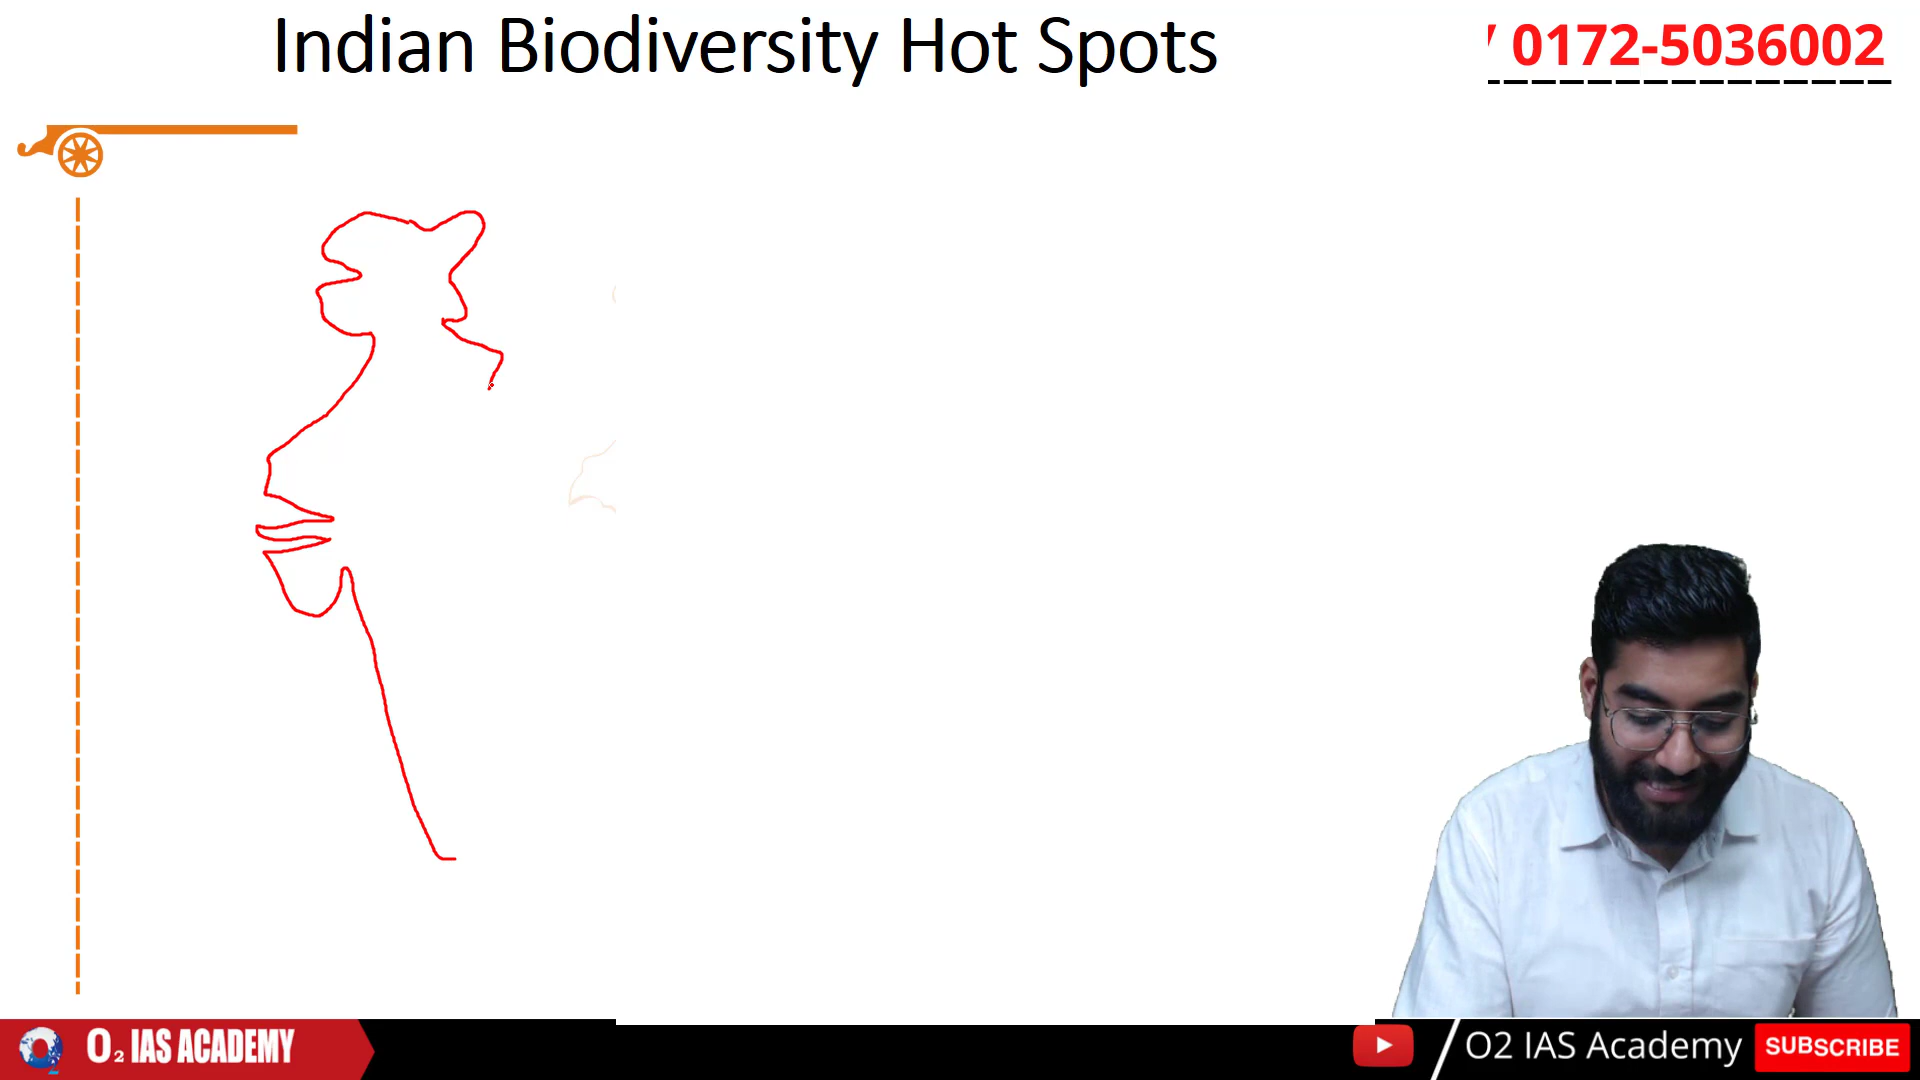 Indian Biodiversity Hot Spots
/ 0172-5036002
O2 IAS ACADEMY
O2 IAS Academy
SUBSCRIBE